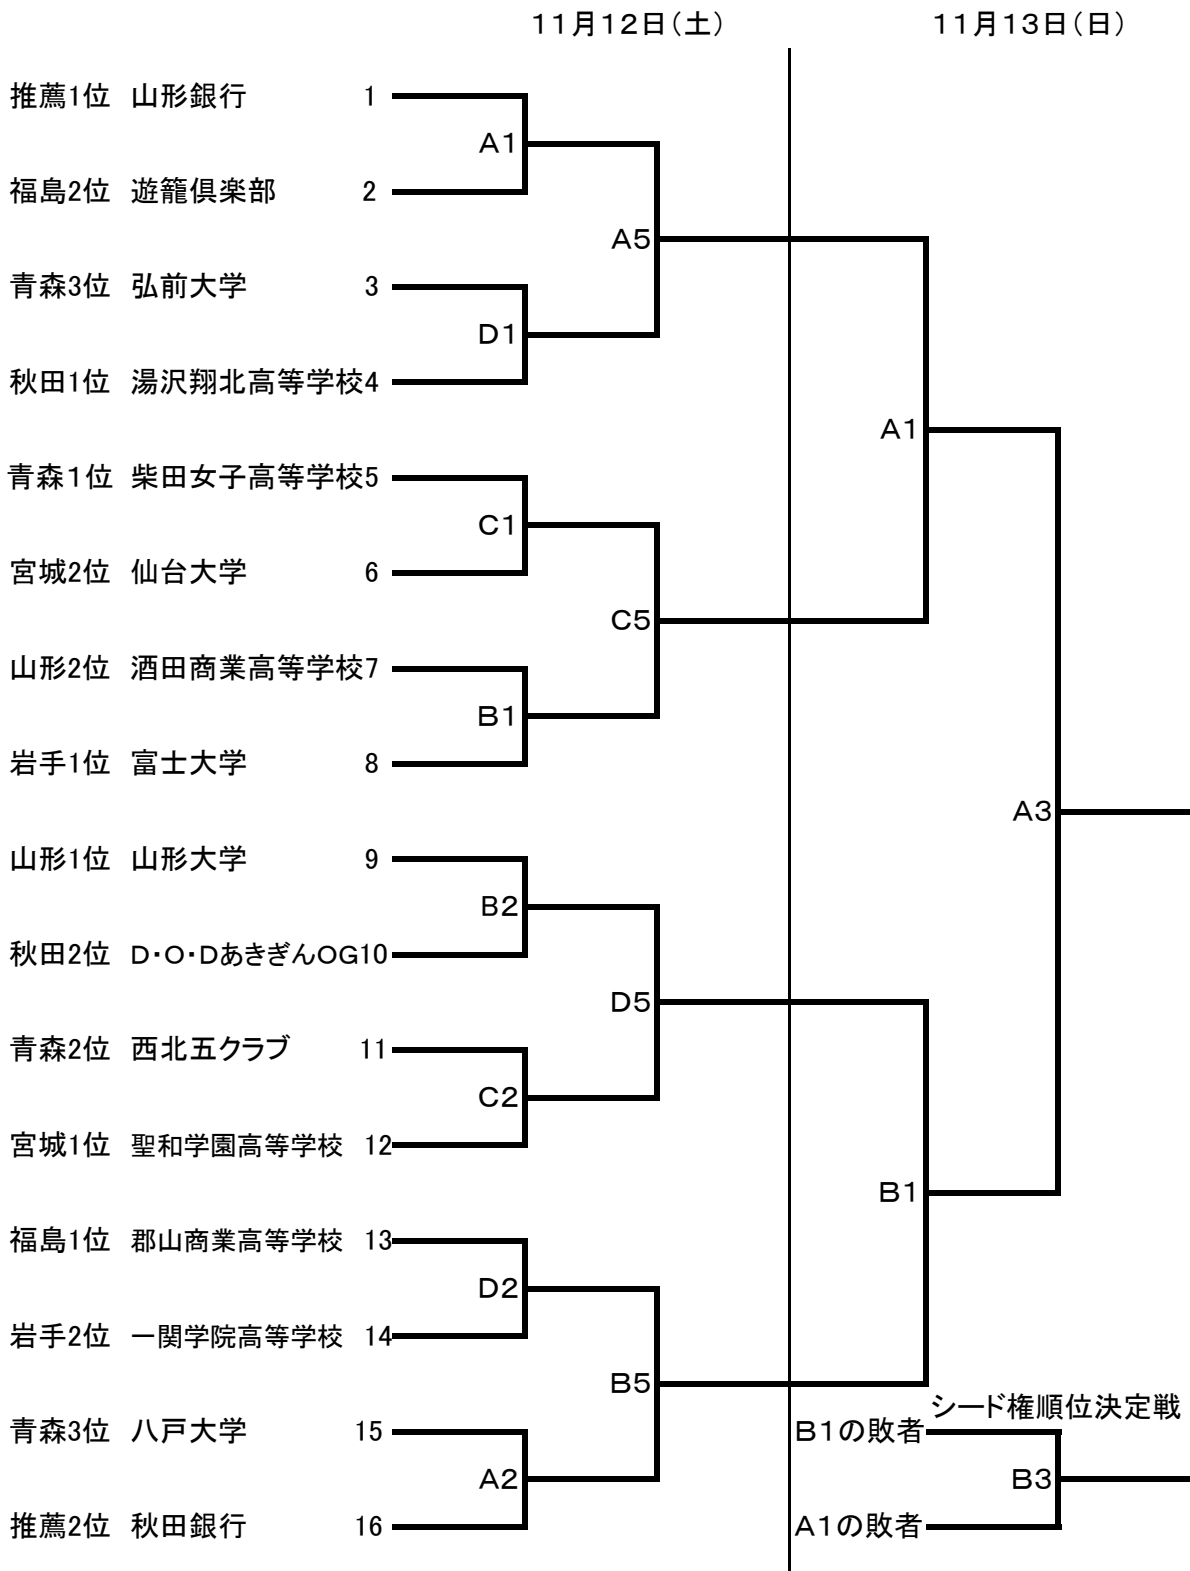 11月12日（土）　11月13日（日）
推薦1位 山形銀行 1
A1
福島2位 遊籠倶楽部 2
A5
青森3位 弘前大学 3
D1
秋田1位 湯沢翔北高等学校4
A1
青森1位 柴田女子高等学校5
C1
宮城2位 仙台大学 6
C5
山形2位 酒田商業高等学校7
B1
岩手1位 富士大学 8
A3
山形1位 山形大学 9
B2
秋田2位 D・O・DあきぎんOG10
D5
青森2位 西北五クラブ 11
C2
宮城1位 聖和学園高等学校 12
B1
福島1位 郡山商業高等学校 13
D2
岩手2位 一関学院高等学校 14
B5
シード権順位決定戦
青森3位 八戸大学 15 B1の敗者
A2 B3
推薦2位 秋田銀行 16 A1の敗者